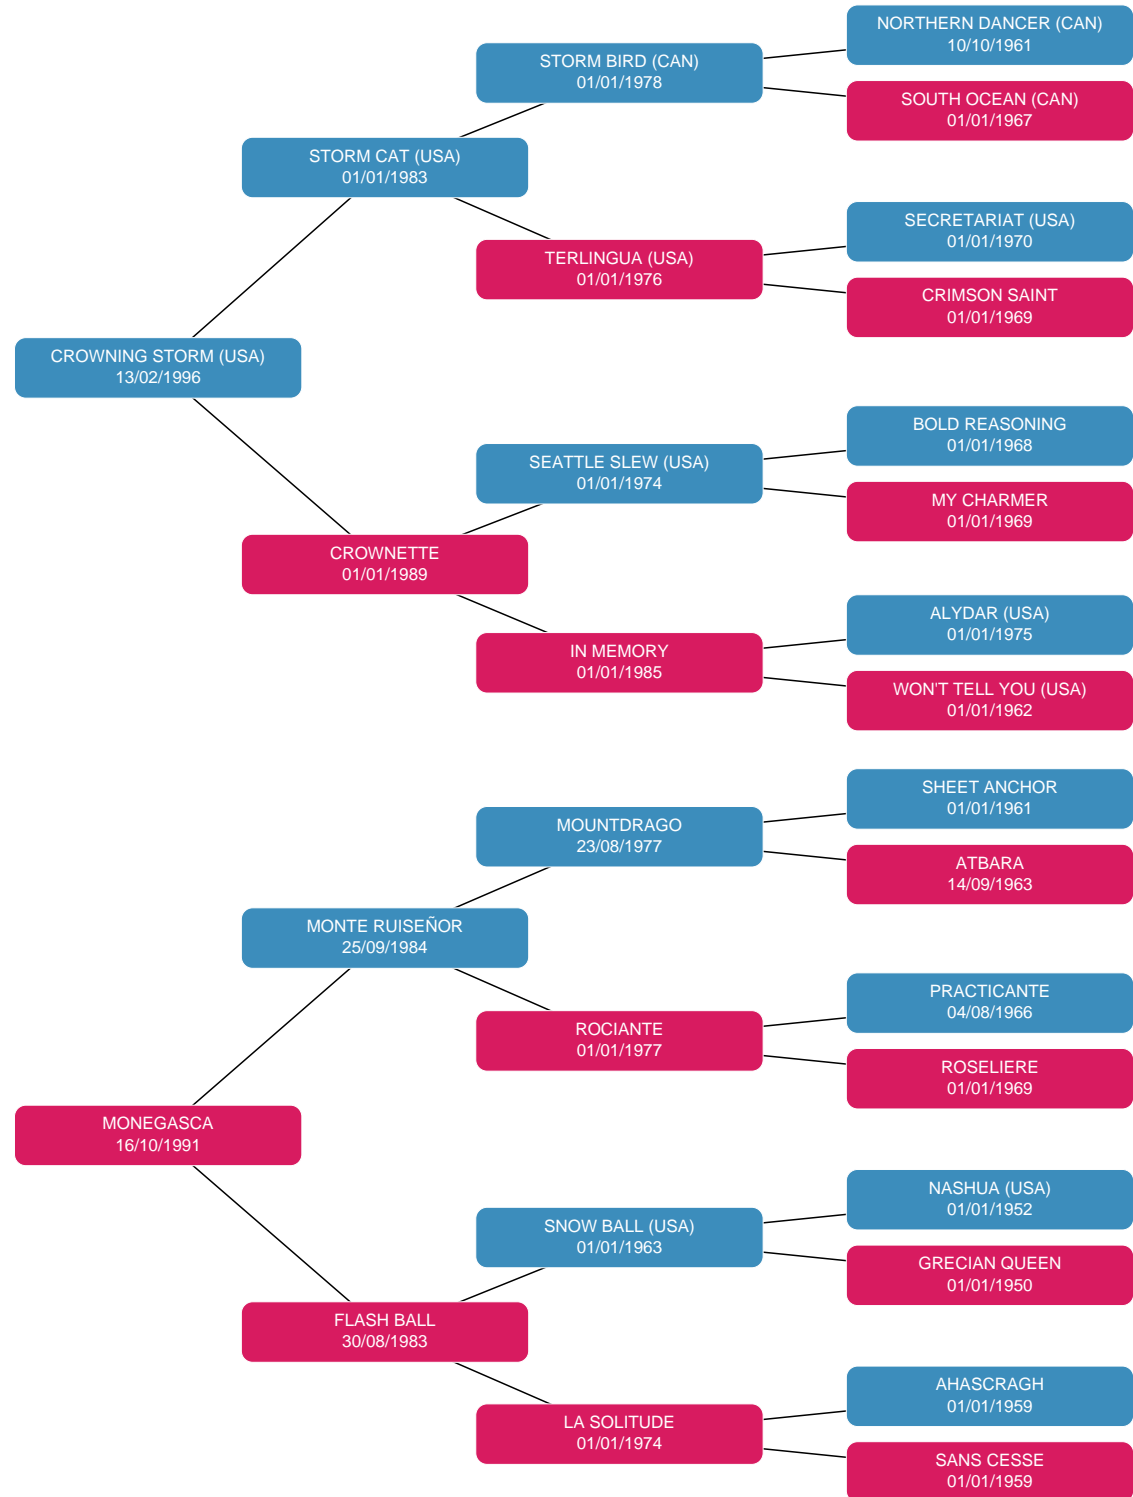 NORTHERN DANCER (CAN)
10/10/1961
STORM BIRD (CAN)
01/01/1978
SOUTH OCEAN (CAN)
01/01/1967
STORM CAT (USA)
01/01/1983
SECRETARIAT (USA)
01/01/1970
TERLINGUA (USA)
01/01/1976
CRIMSON SAINT
01/01/1969
CROWNING STORM (USA)
13/02/1996
BOLD REASONING
01/01/1968
SEATTLE SLEW (USA)
01/01/1974
MY CHARMER
01/01/1969
CROWNETTE
01/01/1989
ALYDAR (USA)
01/01/1975
IN MEMORY
01/01/1985
WON'T TELL YOU (USA)
01/01/1962
SHEET ANCHOR
01/01/1961
MOUNTDRAGO
23/08/1977
ATBARA
14/09/1963
MONTE RUISEÑOR
25/09/1984
PRACTICANTE
04/08/1966
ROCIANTE
01/01/1977
ROSELIERE
01/01/1969
MONEGASCA
16/10/1991
NASHUA (USA)
01/01/1952
SNOW BALL (USA)
01/01/1963
GRECIAN QUEEN
01/01/1950
FLASH BALL
30/08/1983
AHASCRAGH
01/01/1959
LA SOLITUDE
01/01/1974
SANS CESSE
01/01/1959